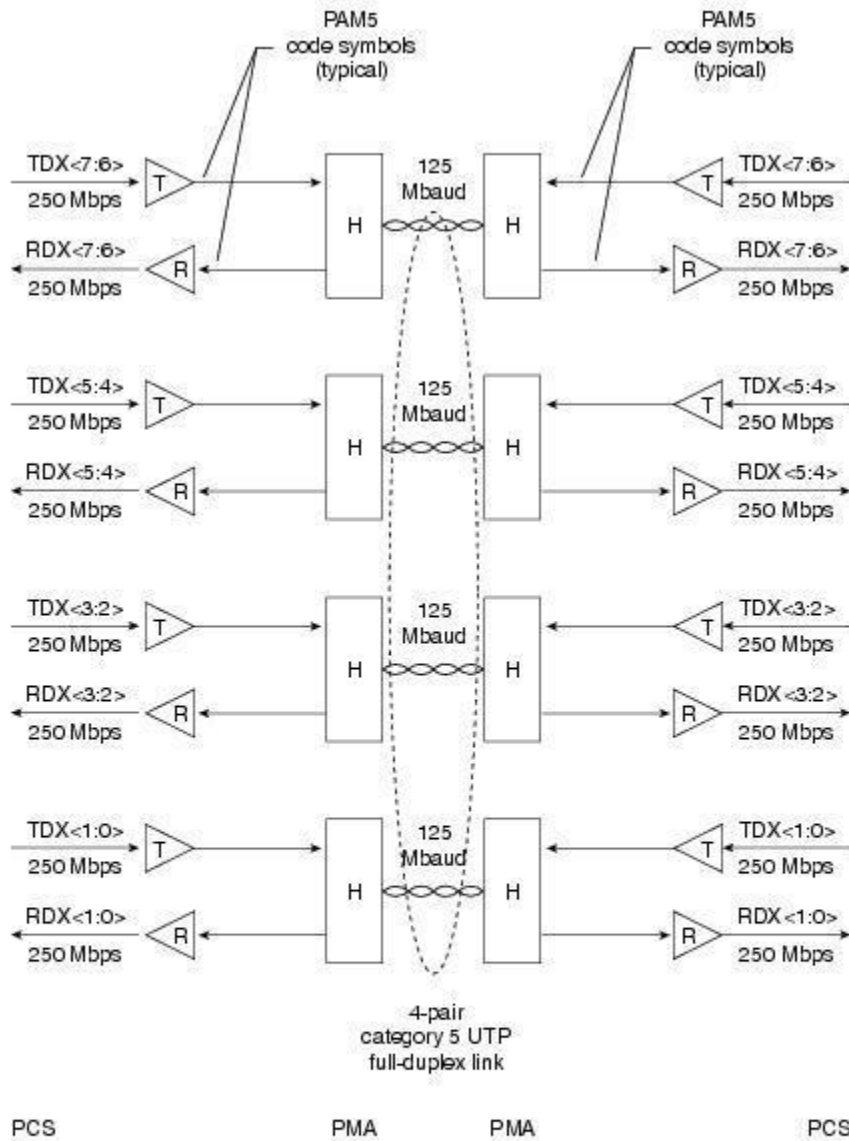 PAM5
code symbols
(typical)
PAM5
code symbols
(typical)
TDX<7:6>
250 Mbps
T
RDX<7:6>
250 Mbps
R
H
125
Mbaud
H
TDX<7:6>
T
250 Mbps
RDX<7:6>
R
250 Mbps
TDX<5:4>
250 Mbps
T
RDX<5:4>
250 Mbps
R
H
125
Mbaud
H
TDX<5:4>
T
250 Mbps
RDX<5:4>
R
250 Mbps
TDX<3:2>
250 Mbps
T
RDX<3:2>
250 Mbps
R
H
125
Mbaud
H
TDX<3:2>
T
250 Mbps
RDX<3:2>
R
250 Mbps
TDX<1:0>
250 Mbps
T
RDX<1:0>
250 Mbps
R
H
125
Mbaud
H
TDX<1:0>
T
250 Mbps
RDX<1:0>
R
250 Mbps
4-pair
category 5 UTP
full-duplex link
PCS PMA PMA PCS